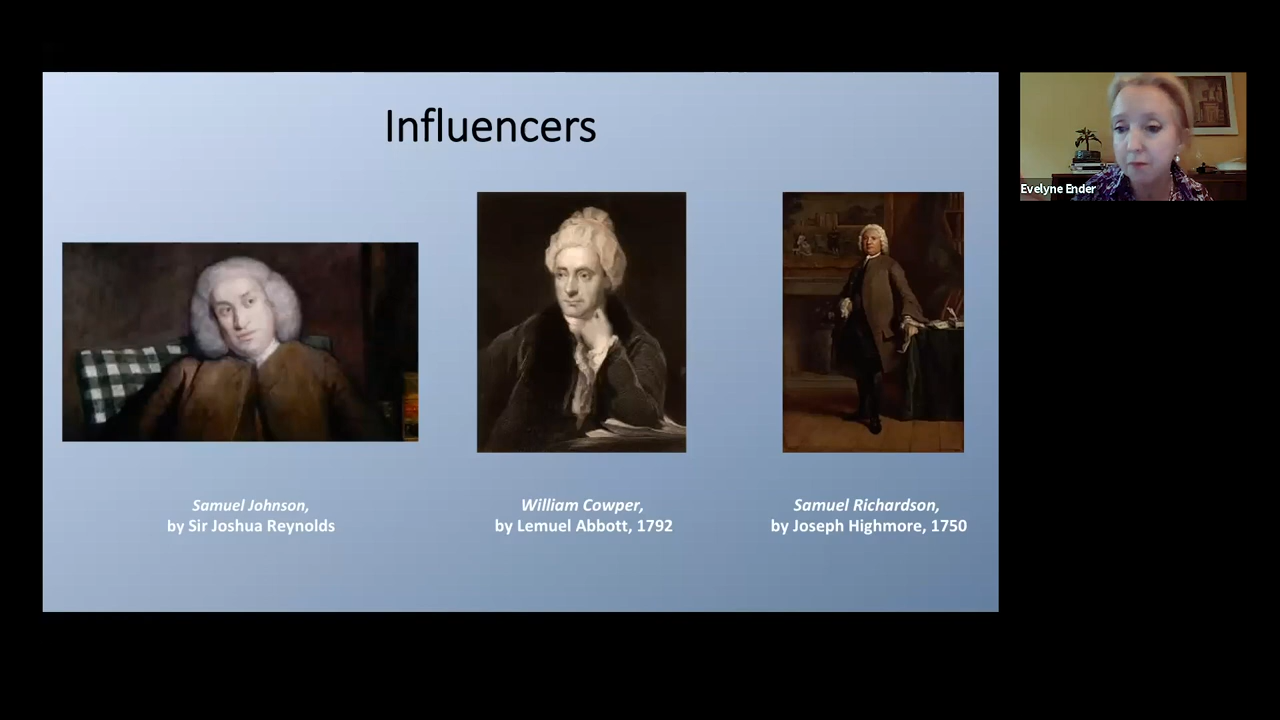 Influencers
Evelyne Ender
Samuel Johnson,
by Sir Joshua Reynolds
William Cowper,
by Lemuel Abbott, 1792
Samuel Richardson,
by Joseph Highmore, 1750